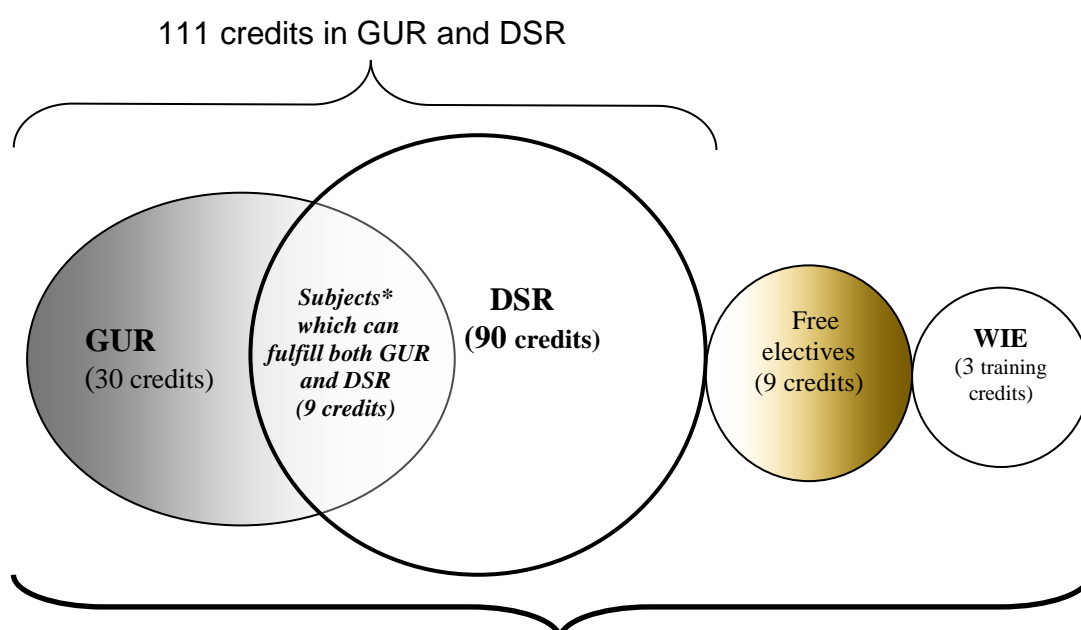 111 credits in GUR and DSR
GUR
(30 credits)
Subjects*
which can
fulfill both GUR
and DSR
(9 credits)
DSR
(90 credits)
Free
electives
(9 credits)
WIE
(3 training
credits)